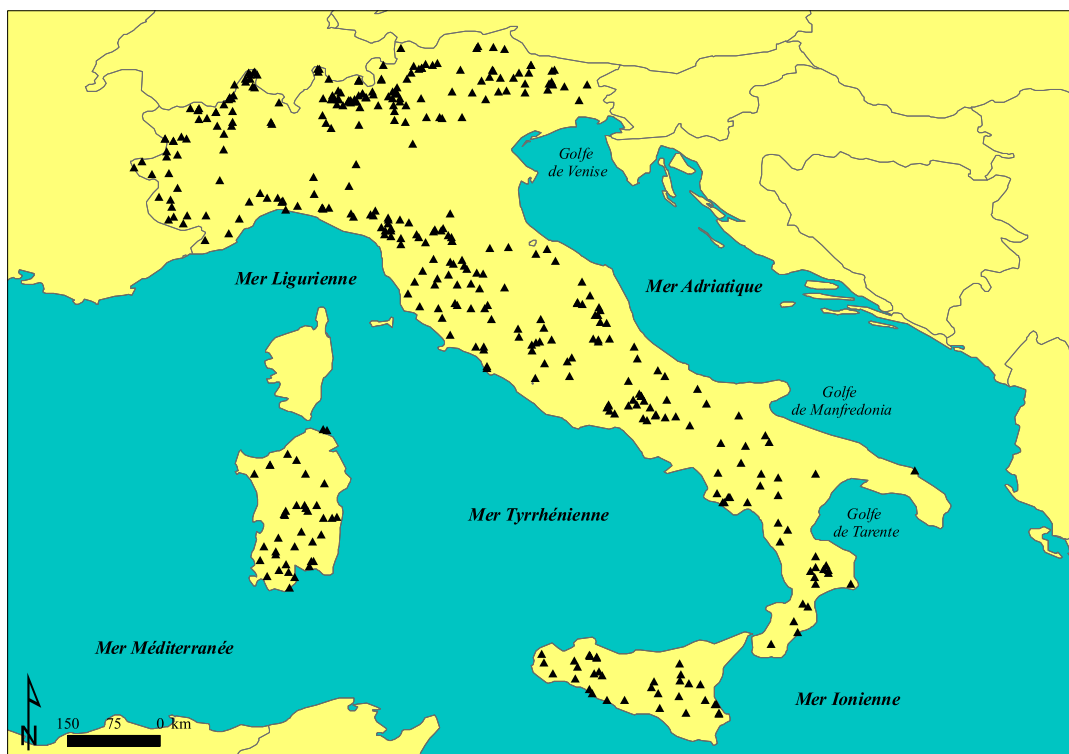 Golfe
de Venise
Mer Ligurienne
Mer Adriatique
Golfe
de Manfredonia
Mer Tyrrhénienne
Golfe
de Tarente
Mer Méditerranée
Mer Ionienne
N
150 75 0 km